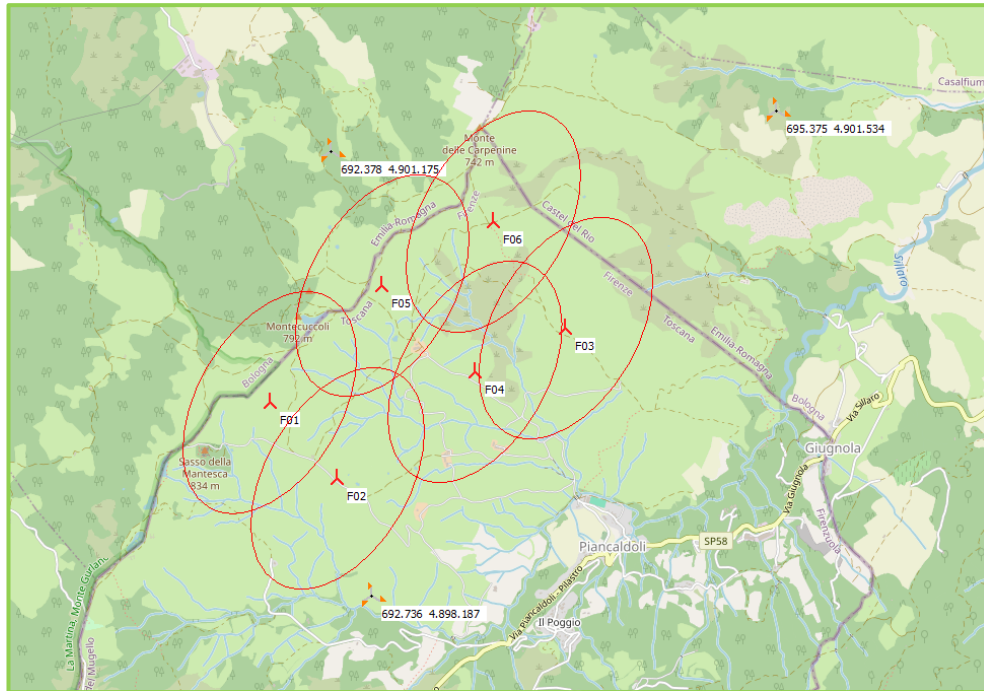 Casalfium
695.375 4.901.534
Monte
delle Carpenine
742 m
692.378 4.901.175
Emilia-Romagna
Firenze
Castel del Rio
F06
Sillaro
Firenze
F05
Toscana
Montecuccoli
792 m
Toscana
Emilia-Romagna
F03
Bologna
F04
Bologna
Via Sillaro
F01
Giugnola
Sasso della
Mantesca
834 m
F02
Via Giugnola
Firenzuola
Piancaldoli
SP58
La Martina, Monte Gurlano
692.736 4.898.187
Via Piancaldoli - Pilastro
Il Poggio
del Mugello